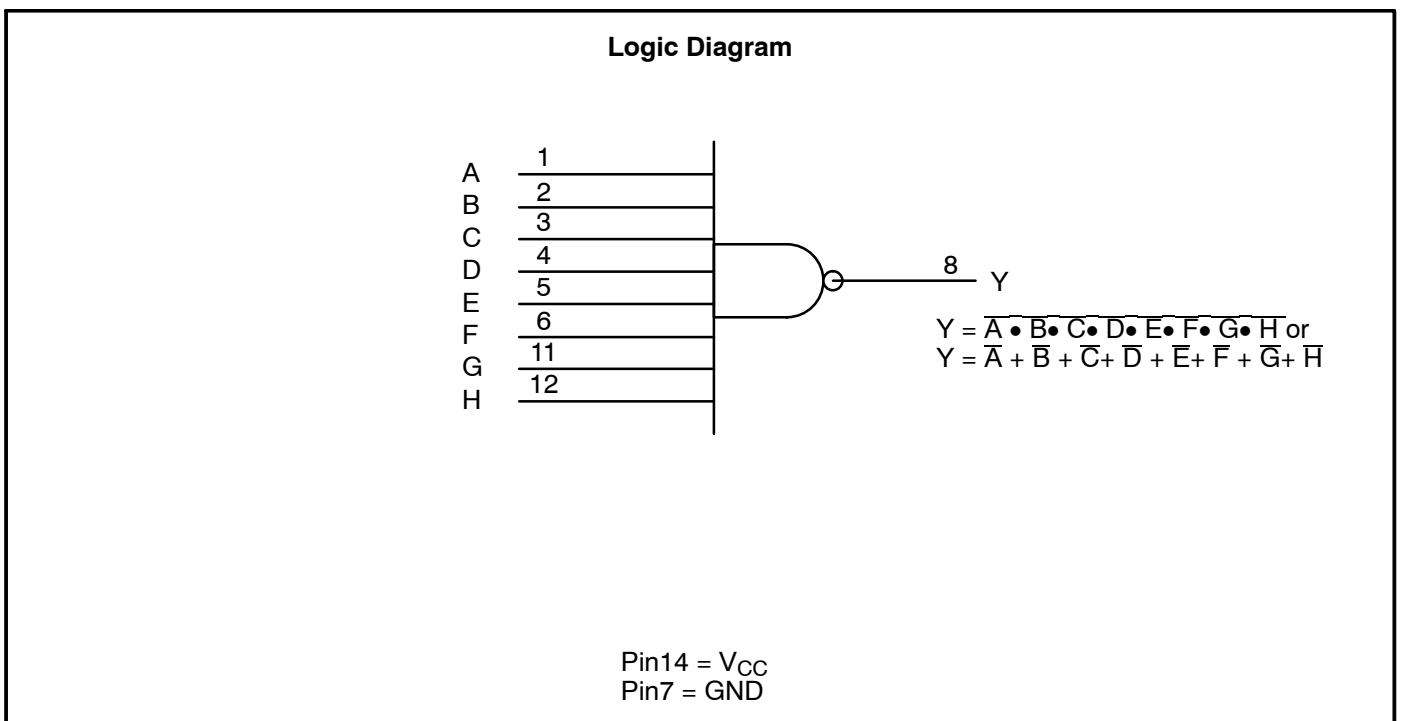 Logic Diagram
A 1
B 2
C 3
D 4
E 5
F 6
G 11
H 12
8 Y
Y = A̅ ̅•̅ ̅B̅•̅ ̅C̅•̅ ̅D̅•̅ ̅E̅•̅ ̅F̅•̅ ̅G̅•̅ ̅H̅ or
Y = A̅ + B̅ + C̅+ D̅ + E̅+ F̅ + G̅+ H̅
Pin14 = VCC
Pin7 = GND